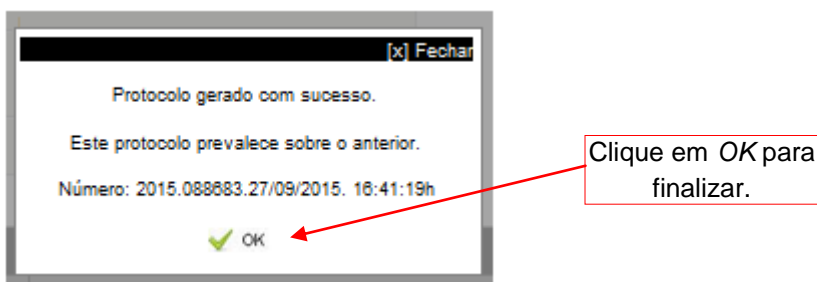 [x] Fechar
Protocolo gerado com sucesso.
Este protocolo prevalece sobre o anterior.
Número: 2015.088683.27/09/2015. 16:41:19h
OK
Clique em OK para
finalizar.